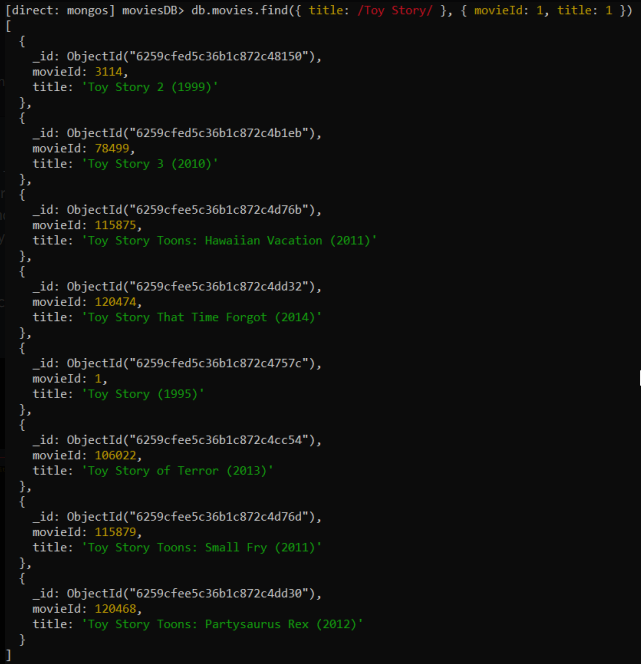 [direct: mongos] moviesDB> db.movies.find({ title: /Toy Story/ }, { movieId: 1, title: 1 })
[
  {
    _id: ObjectId("6259cfed5c36b1c872c48150"),
    movieId: 3114,
    title: 'Toy Story 2 (1999)'
  },
  {
    _id: ObjectId("6259cfed5c36b1c872c4b1eb"),
    movieId: 78499,
    title: 'Toy Story 3 (2010)'
  },
  {
    _id: ObjectId("6259cfee5c36b1c872c4d76b"),
    movieId: 115875,
    title: 'Toy Story Toons: Hawaiian Vacation (2011)'
  },
  {
    _id: ObjectId("6259cfee5c36b1c872c4dd32"),
    movieId: 120474,
    title: 'Toy Story That Time Forgot (2014)'
  },
  {
    _id: ObjectId("6259cfed5c36b1c872c4757c"),
    movieId: 1,
    title: 'Toy Story (1995)'
  },
  {
    _id: ObjectId("6259cfee5c36b1c872c4cc54"),
    movieId: 106022,
    title: 'Toy Story of Terror (2013)'
  },
  {
    _id: ObjectId("6259cfee5c36b1c872c4d76d"),
    movieId: 115879,
    title: 'Toy Story Toons: Small Fry (2011)'
  },
  {
    _id: ObjectId("6259cfee5c36b1c872c4dd30"),
    movieId: 120468,
    title: 'Toy Story Toons: Partysaurus Rex (2012)'
  }
]